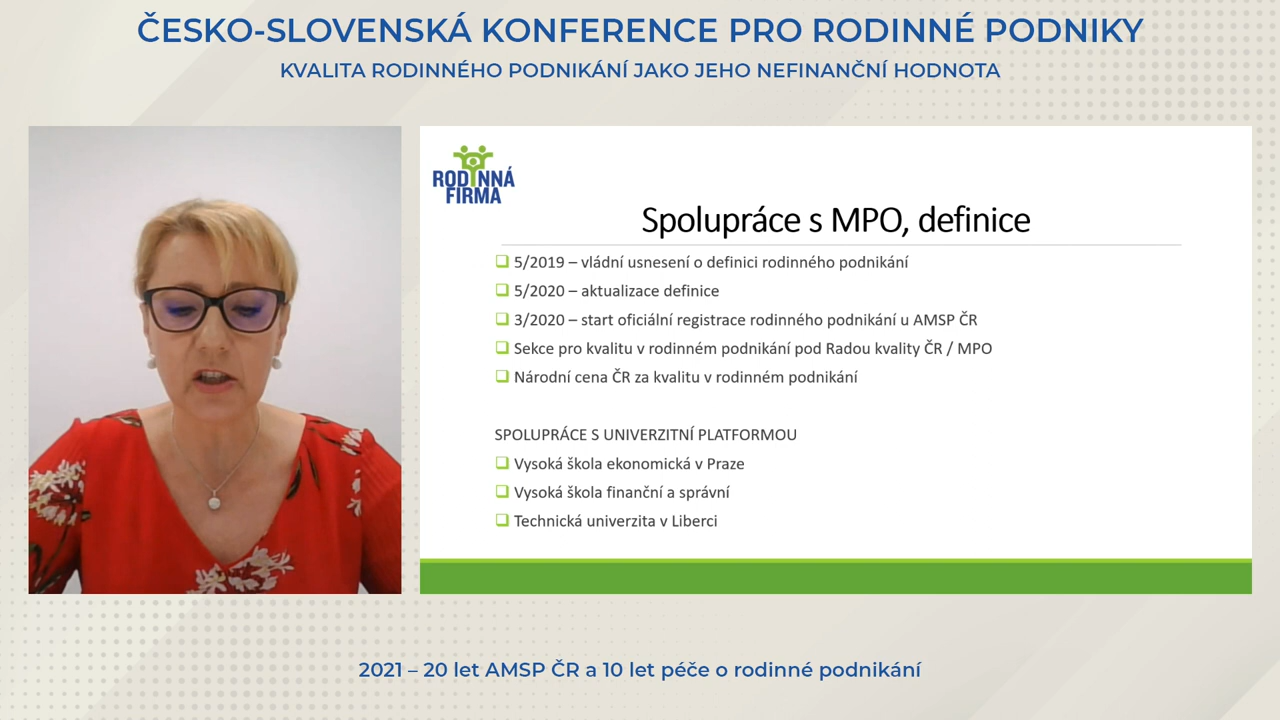 ČESKO-SLOVENSKÁ KONFERENCE PRO RODINNÉ PODNIKY
KVALITA RODINNÉHO PODNIKÁNÍ JAKO JEHO NEFINANČNÍ HODNOTA
RODINNÁ
FIRMA
Spolupráce s MPO, definice
5/2019 – vládní usnesení o definici rodinného podnikání
5/2020 – aktualizace definice
3/2020 – start oficiální registrace rodinného podnikání u AMSP ČR
Sekce pro kvalitu v rodinném podnikání pod Radou kvality ČR / MPO
Národní cena ČR za kvalitu v rodinném podnikání
SPOLUPRÁCE S UNIVERZITNÍ PLATFORMOU
Vysoká škola ekonomická v Praze
Vysoká škola finanční a správní
Technická univerzita v Liberci
2021 – 20 let AMSP ČR a 10 let péče o rodinné podnikání